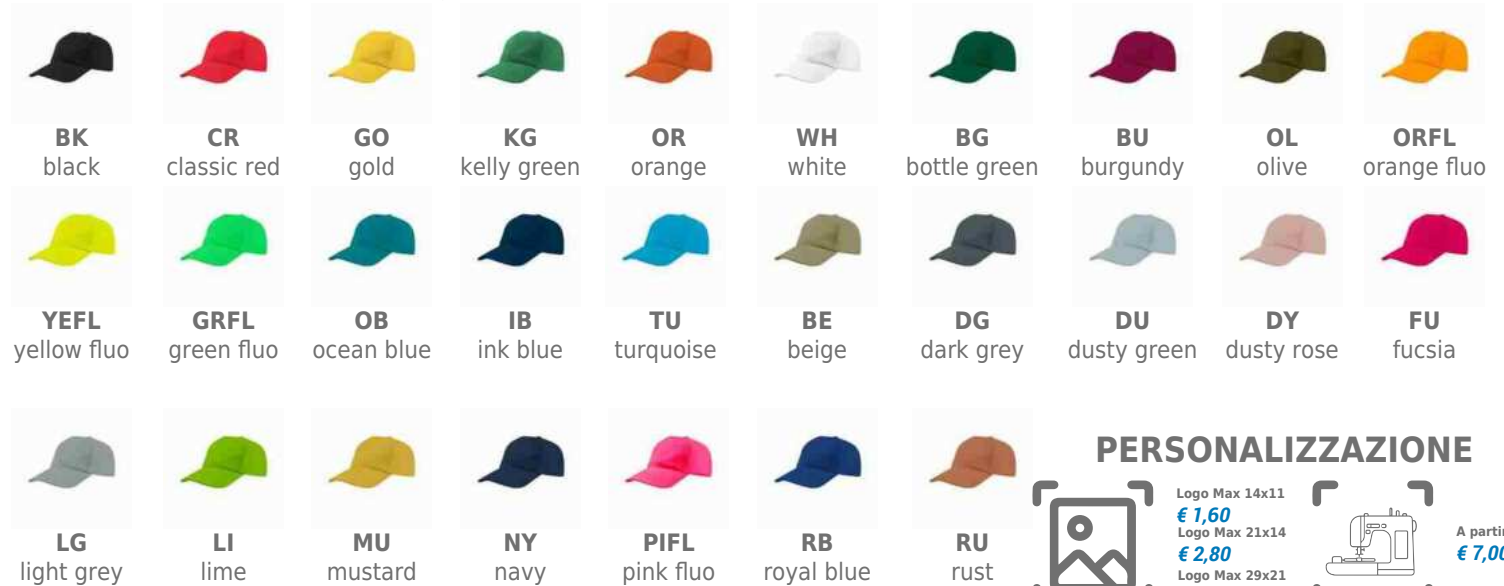 BK CR GO KG OR WH BG BU OL ORFL
black classic red gold kelly green orange white bottle green burgundy olive orange fluo
YEFL GRFL OB IB TU BE DG DU DY FU
yellow fluo green fluo ocean blue ink blue turquoise beige dark grey dusty green dusty rose fucsia
LG LI MU NY PIFL RB RU
light grey lime mustard navy pink fluo royal blue rust
PERSONALIZZAZIONE
Logo Max 14x11
€ 1,60
Logo Max 21x14
€ 2,80
Logo Max 29x21
A partir
€ 7,00